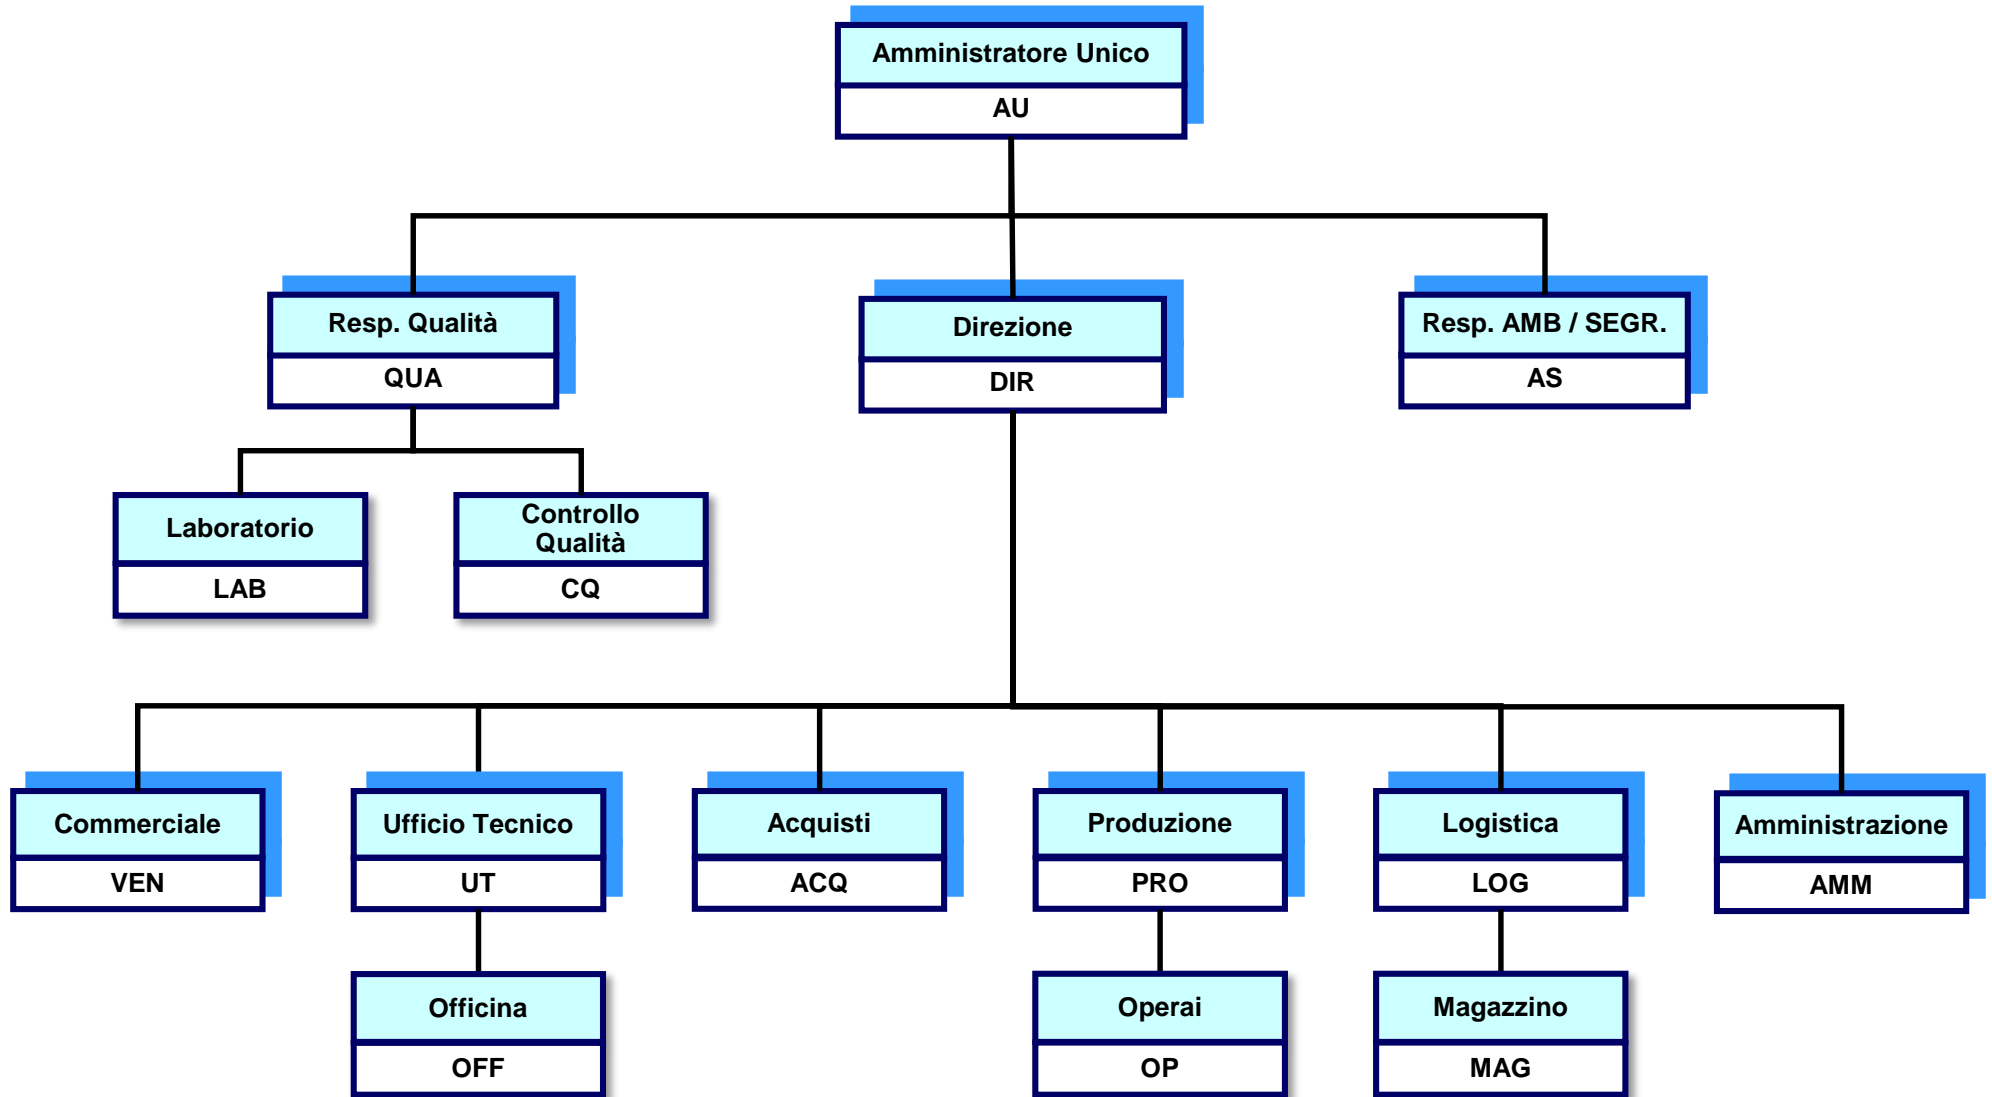 Amministratore Unico
AU
Resp. Qualità
QUA
Direzione
DIR
Resp. AMB / SEGR.
AS
Laboratorio
LAB
Controllo
Qualità
CQ
Commerciale
VEN
Ufficio Tecnico
UT
Acquisti
ACQ
Produzione
PRO
Logistica
LOG
Amministrazione
AMM
Officina
OFF
Operai
OP
Magazzino
MAG